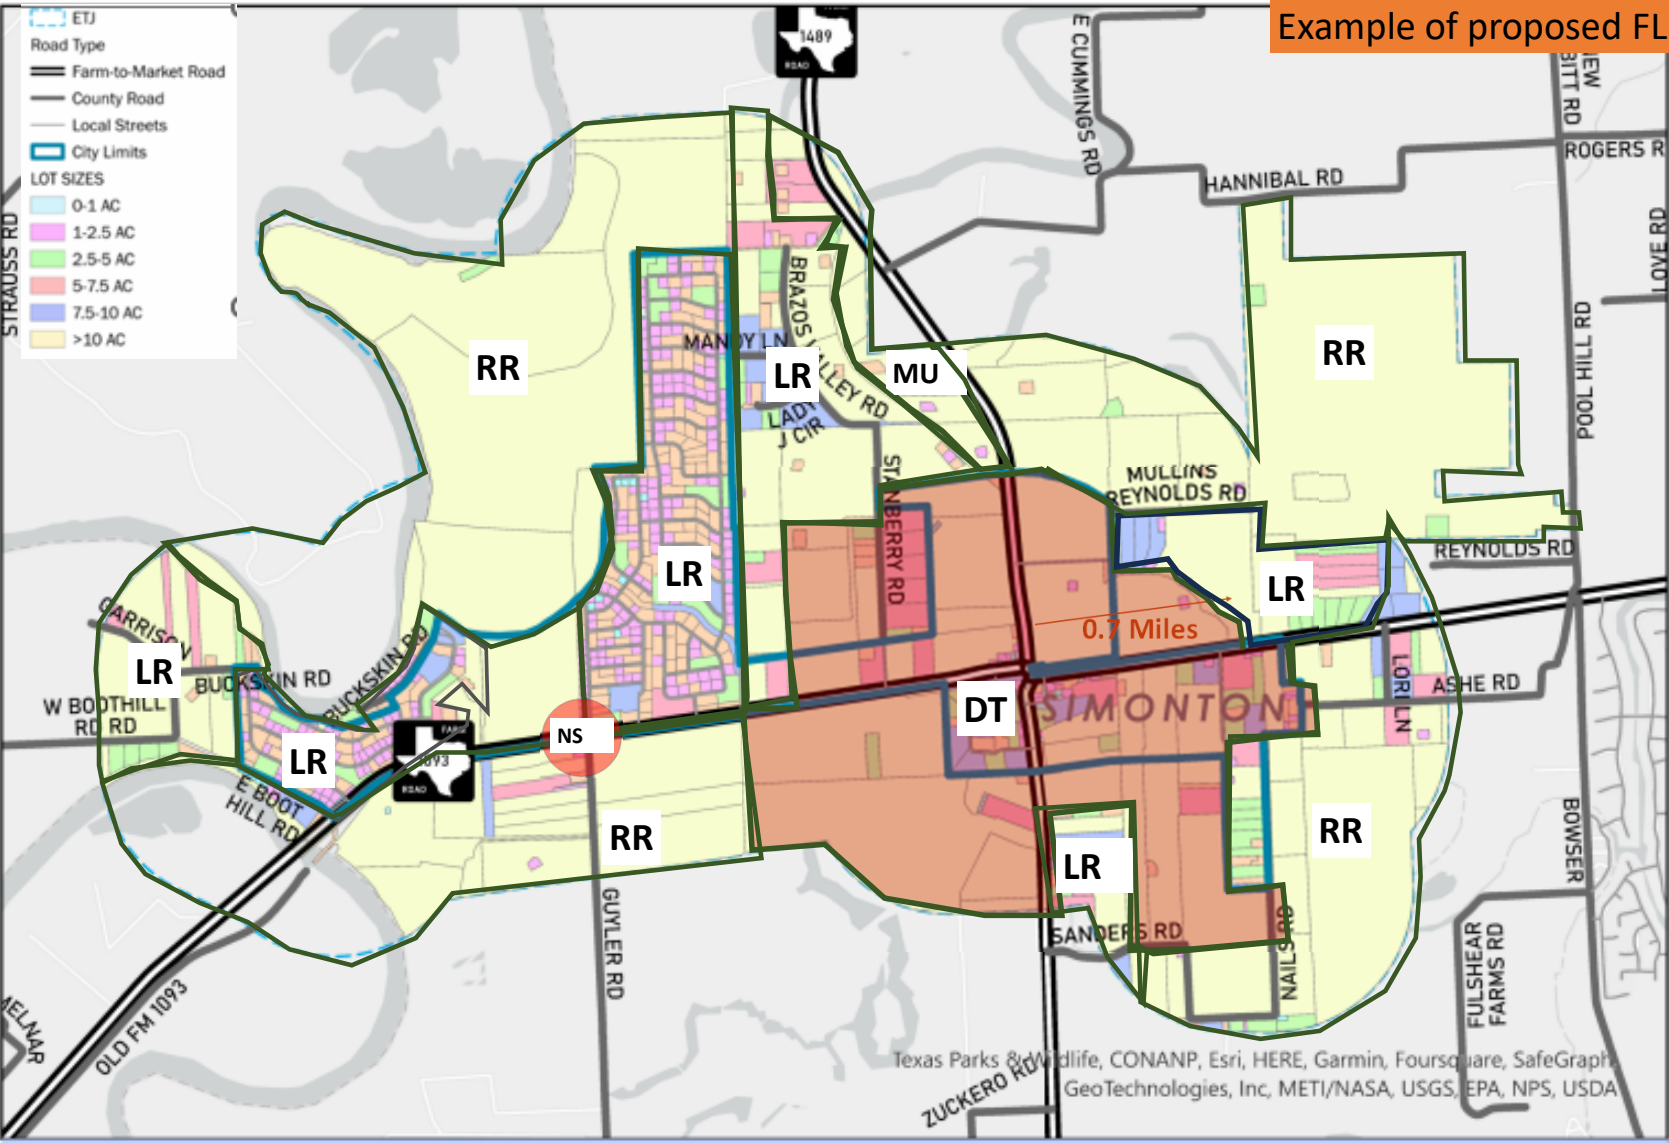 Example of proposed FL
ETJ
Road Type
Farm-to-Market Road
County Road
Local Streets
City Limits
LOT SIZES
0-1 AC
1-2.5 AC
2.5-5 AC
5-7.5 AC
7.5-10 AC
>10 AC
1489
ROAD
E CUMMINGS RD
ROGERS R
HANNIBAL RD
STRAUSS RD
LOVE RD
POOL HILL RD
BRAZOS VALLEY RD
MANDY LN
LADY
J CIR
RR
LR
MU
RR
STANBERRY RD
MULLINS
REYNOLDS RD
REYNOLDS RD
LR
LR
0.7 Miles
GARRISON
LR
BUCKSKIN RD
BUCKSKIN RD
W BOOTHILL
RD RD
LORI LN
ASHE RD
DT
SIMONTON
NS
LR
ROAD
E BOOT
HILL RD
RR
LR
RR
BOWSER
GUYLER RD
SANDERS RD
NAILS RD
FULSHEAR
FARMS RD
OLD FM 1093
MELNAR
ZUCKERO RD
Texas Parks & Wildlife, CONANP, Esri, HERE, Garmin, Foursquare, SafeGraph
GeoTechnologies, Inc, METI/NASA, USGS, EPA, NPS, USDA